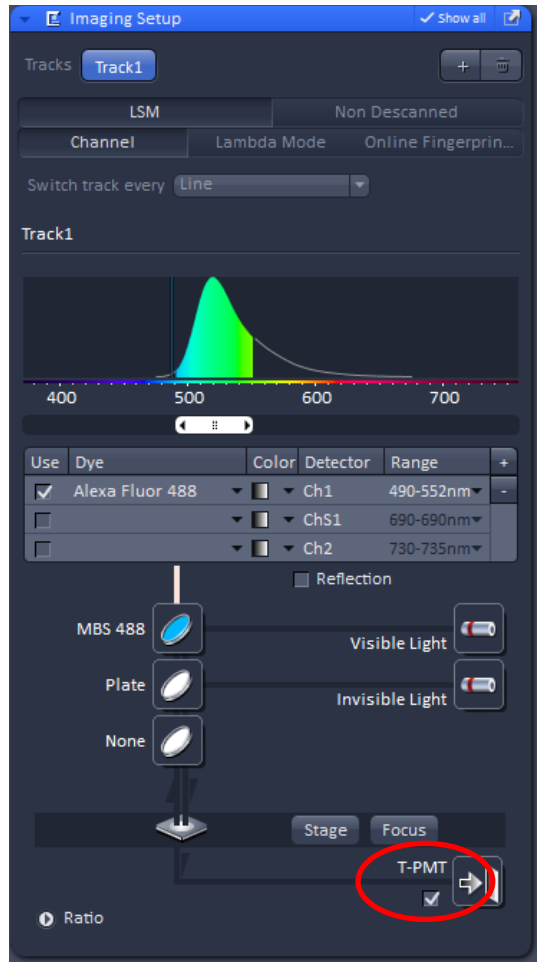 Imaging Setup Show all
Tracks Track1 +
LSM Non Descanned
Channel Lambda Mode Online Fingerprin...
Switch track every Line
Track1
400 500 600 700
Use Dye Color Detector Range +
Alexa Fluor 488 Ch1 490-552nm -
ChS1 690-690nm
Ch2 730-735nm
Reflection
MBS 488
Visible Light
Plate
Invisible Light
None
Stage Focus
T-PMT
Ratio